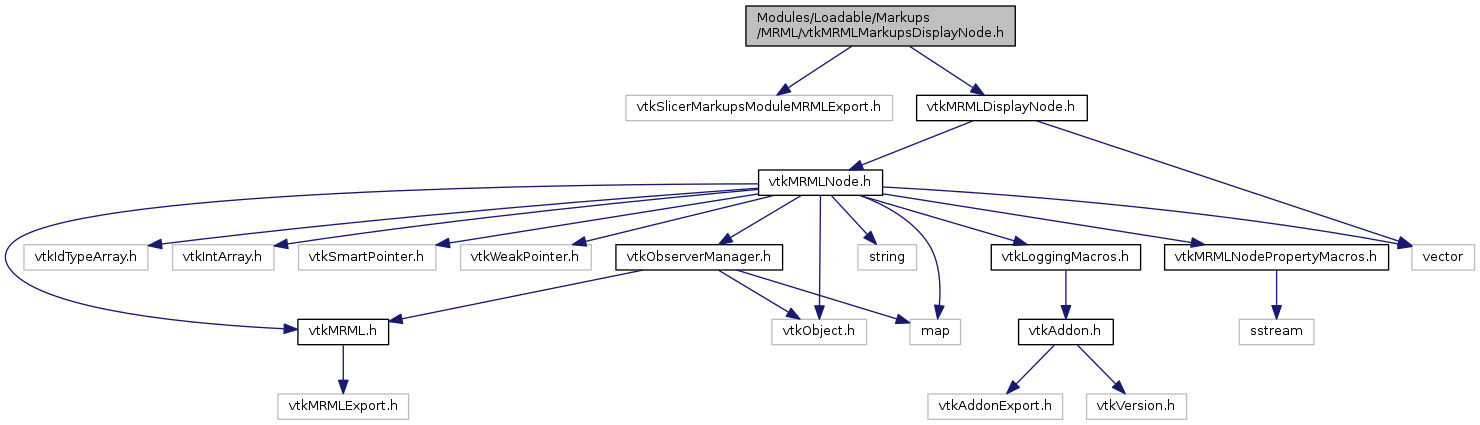 Modules/Loadable/Markups
/MRML/vtkMRMLMarkupsDisplayNode.h
vtkSlicerMarkupsModuleMRMLExport.h
vtkMRMLDisplayNode.h
vtkMRMLNode.h
vtkIdTypeArray.h
vtkIntArray.h
vtkSmartPointer.h
vtkWeakPointer.h
vtkObserverManager.h
string
vtkLoggingMacros.h
vtkMRMLNodePropertyMacros.h
vector
vtkMRML.h
vtkObject.h
map
vtkAddon.h
sstream
vtkMRMLExport.h
vtkAddonExport.h
vtkVersion.h